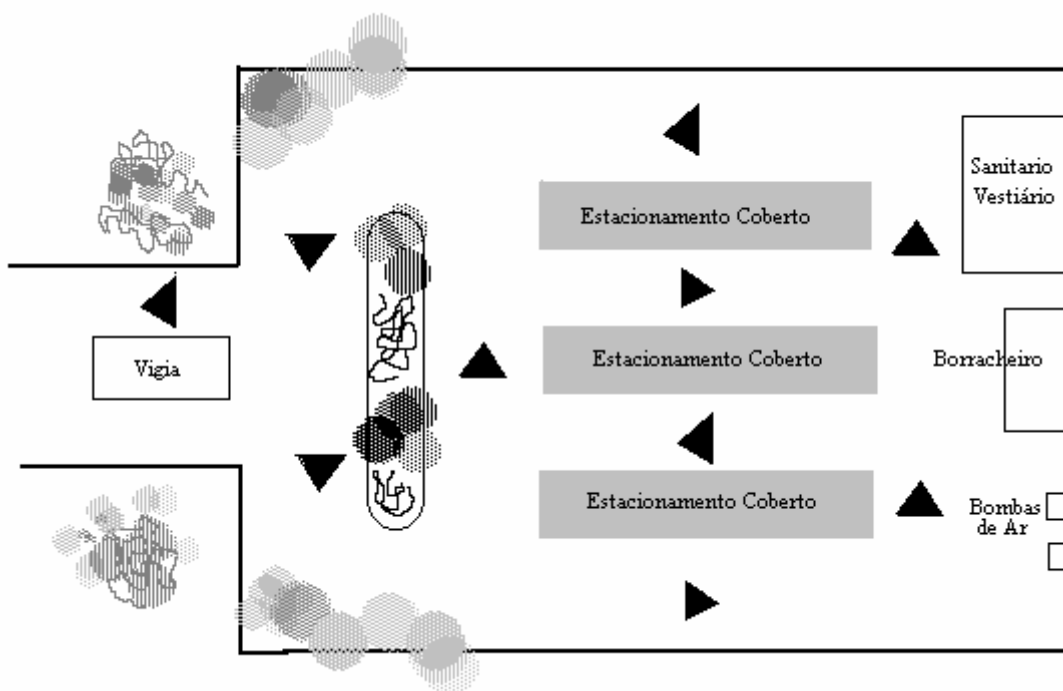 Sanitario
Vestiário
Estacionamento Coberto
Vigia
Estacionamento Coberto
Borracheiro
Estacionamento Coberto
Bombas
de Ar